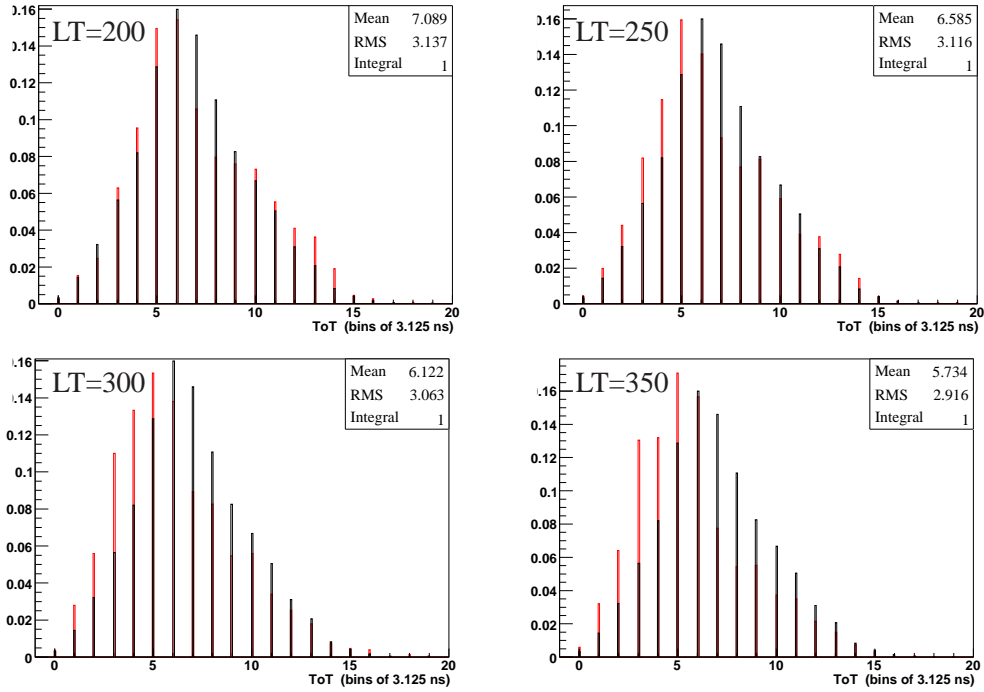 LT=200
Mean 7.089
RMS 3.137
Integral 1
0.16
0.14
0.12
0.1
0.08
0.06
0.04
0.02
0
0 5 10 15 20
ToT (bins of 3.125 ns)
LT=250
Mean 6.585
RMS 3.116
Integral 1
0.16
0.14
0.12
0.1
0.08
0.06
0.04
0.02
0
0 5 10 15 20
ToT (bins of 3.125 ns)
LT=300
Mean 6.122
RMS 3.063
Integral 1
).16
0.14
0.12
0.1
0.08
0.06
0.04
0.02
0
0 5 10 15 20
ToT (bins of 3.125 ns)
LT=350
Mean 5.734
RMS 2.916
Integral 1
).16
0.14
0.12
0.1
0.08
0.06
0.04
0.02
0
0 5 10 15 20
ToT (bins of 3.125 ns)